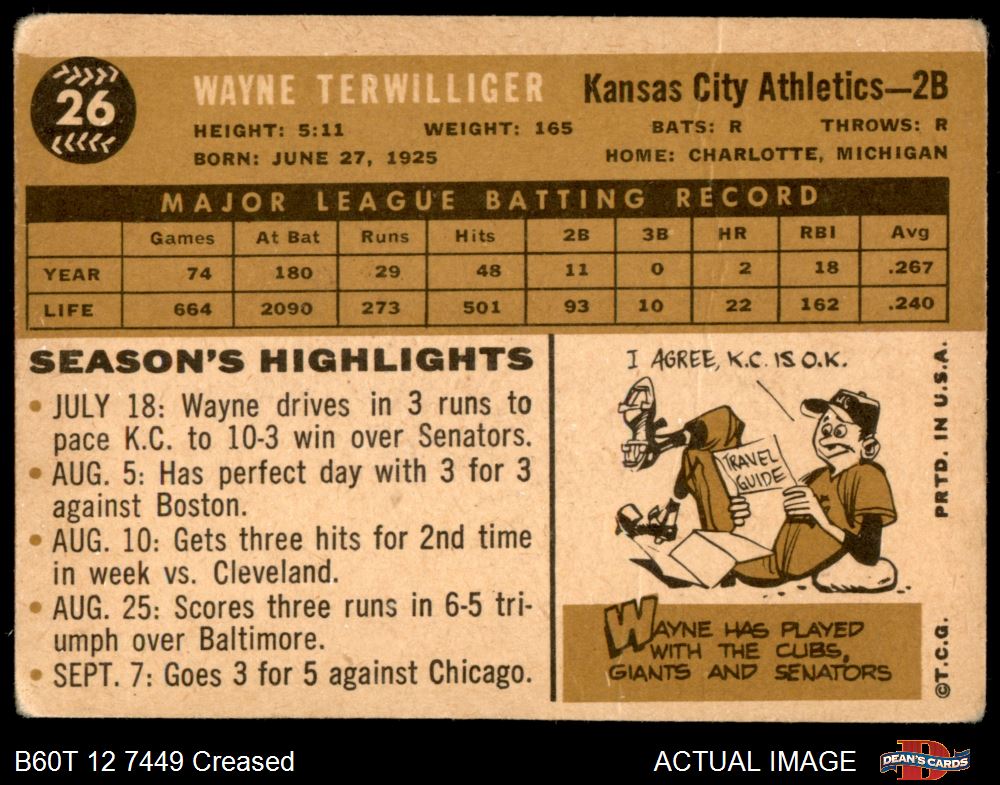 26
WAYNE TERWILLIGER Kansas City Athletics—2B
HEIGHT: 5:11 WEIGHT: 165 BATS: R THROWS: R
BORN: JUNE 27, 1925 HOME: CHARLOTTE, MICHIGAN
MAJOR LEAGUE BATTING RECORD
Games At Bat Runs Hits 2B 3B HR RBI Avg
YEAR 74 180 29 48 11 0 2 18 .267
LIFE 664 2090 273 501 93 10 22 162 .240
SEASON'S HIGHLIGHTS
• JULY 18: Wayne drives in 3 runs to
pace K.C. to 10-3 win over Senators.
• AUG. 5: Has perfect day with 3 for 3
against Boston.
• AUG. 10: Gets three hits for 2nd time
in week vs. Cleveland.
• AUG. 25: Scores three runs in 6-5 tri-
umph over Baltimore.
• SEPT. 7: Goes 3 for 5 against Chicago.
I AGREE, K.C. IS O.K.
KC
TRAVEL
GUIDE
WAYNE HAS PLAYED
WITH THE CUBS,
GIANTS AND SENATORS
PRTD. IN U.S.A.
©T.C.G.
B60T 12 7449 Creased
ACTUAL IMAGE
D
DEAN'S CARDS